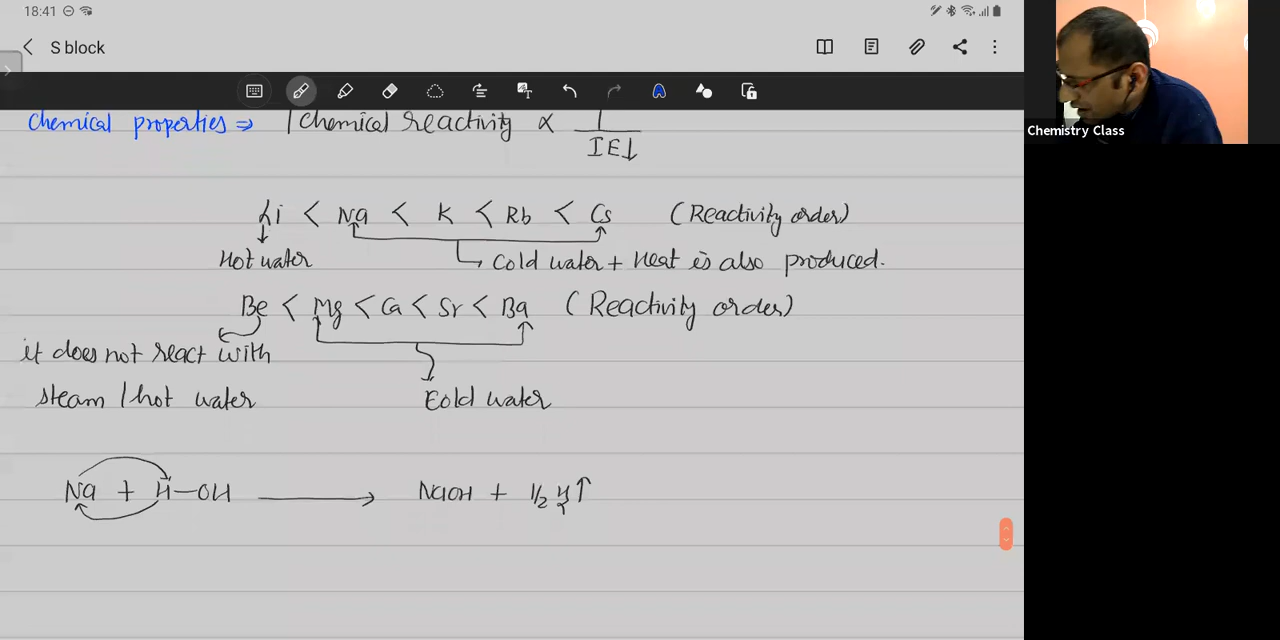 18:41
S block
Chemistry Class
Chemical properties ⇒ ↑Chemical reactivity ∝ 1/IE↓
Li < Na < K < Rb < Cs (Reactivity order)
Hot water
Cold water + Heat is also produced.
Be < Mg < Ca < Sr < Ba (Reactivity order)
it does not react with
steam / hot water
Cold water
Na + H—OH ⟶ NaOH + 1/2 H₂↑